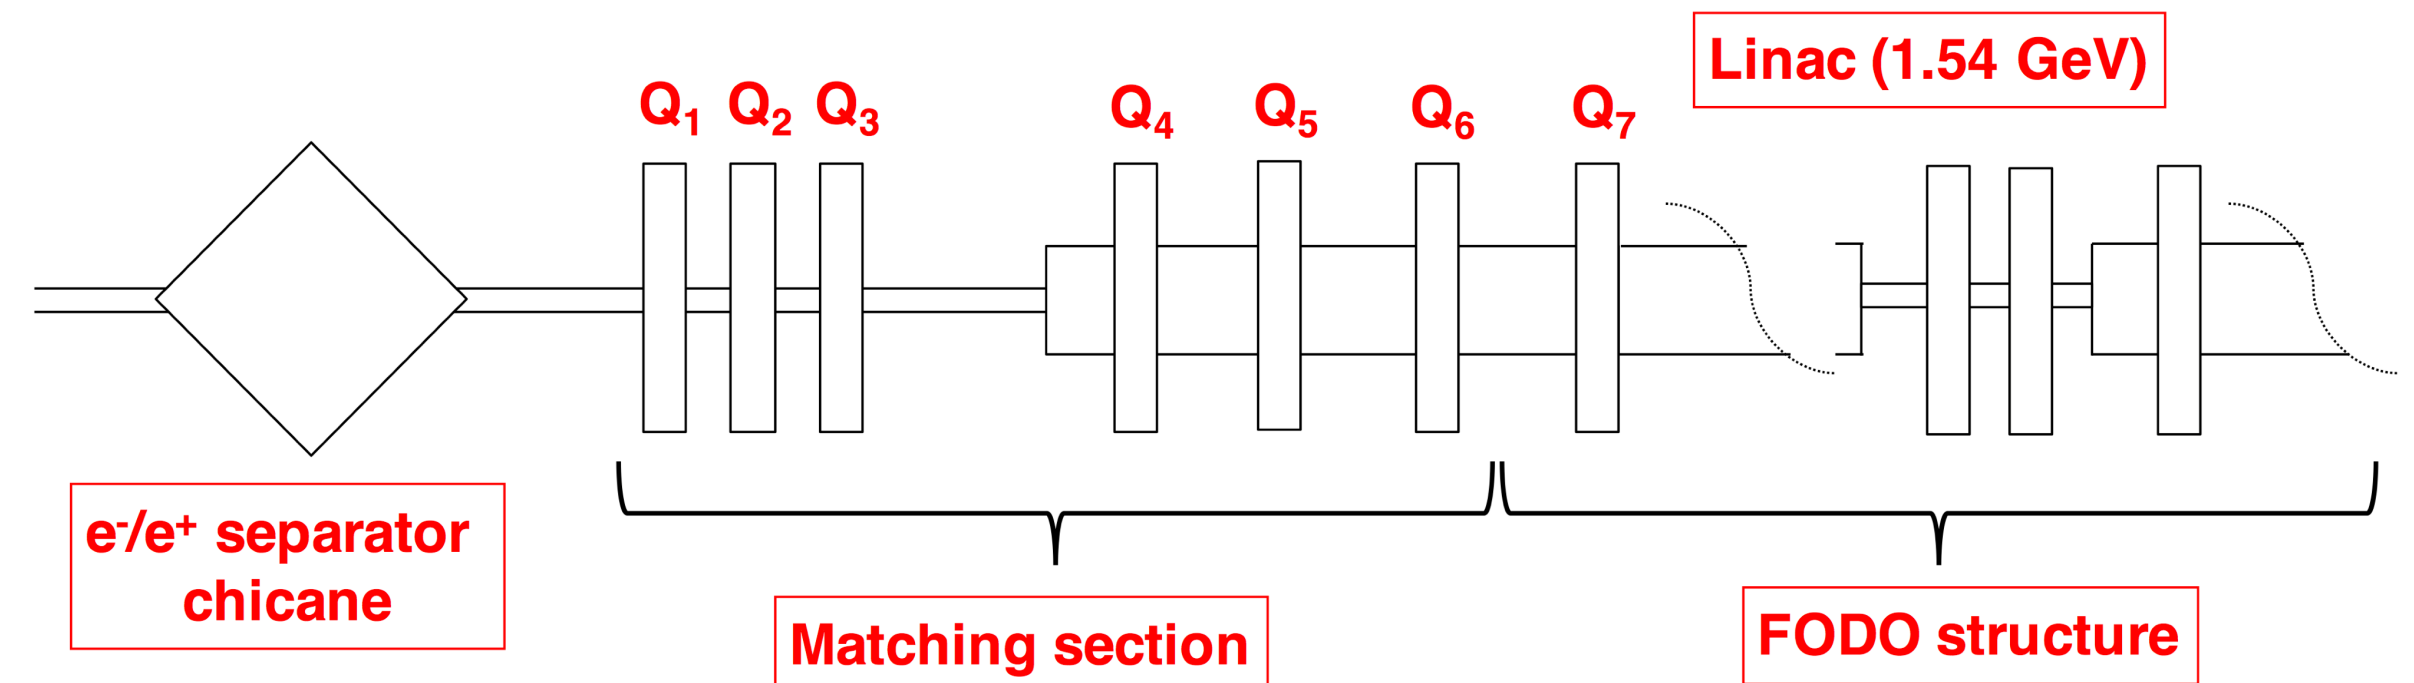 Linac (1.54 GeV)
Q1 Q2 Q3 Q4 Q5 Q6 Q7
e-/e+ separator
chicane
Matching section
FODO structure